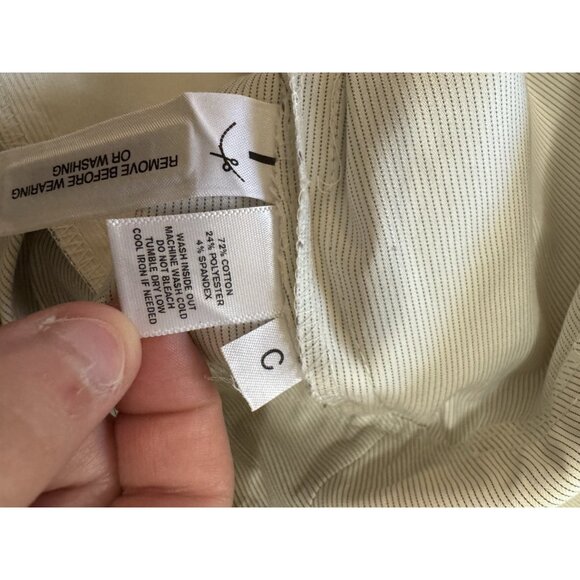 REMOVE BEFORE WEARING
OR WASHING
72% COTTON
24% POLYESTER
4% SPANDEX
WASH INSIDE OUT
MACHINE WASH COLD
DO NOT BLEACH
TUMBLE DRY LOW
COOL IRON IF NEEDED
C